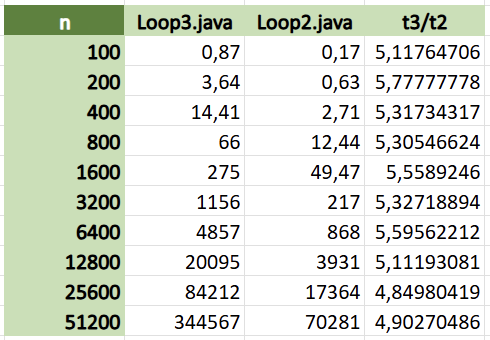 n Loop3.java Loop2.java t3/t2
100 0,87 0,17 5,11764706
200 3,64 0,63 5,77777778
400 14,41 2,71 5,31734317
800 66 12,44 5,30546624
1600 275 49,47 5,5589246
3200 1156 217 5,32718894
6400 4857 868 5,59562212
12800 20095 3931 5,11193081
25600 84212 17364 4,84980419
51200 344567 70281 4,90270486